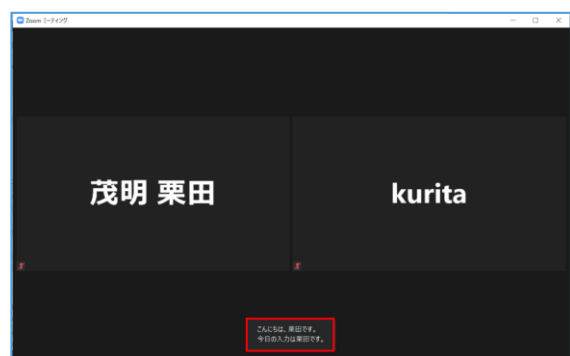 Zoom ミーティング
茂明 栗田
kurita
こんにちは、栗田です。
今日の入力は栗田です。